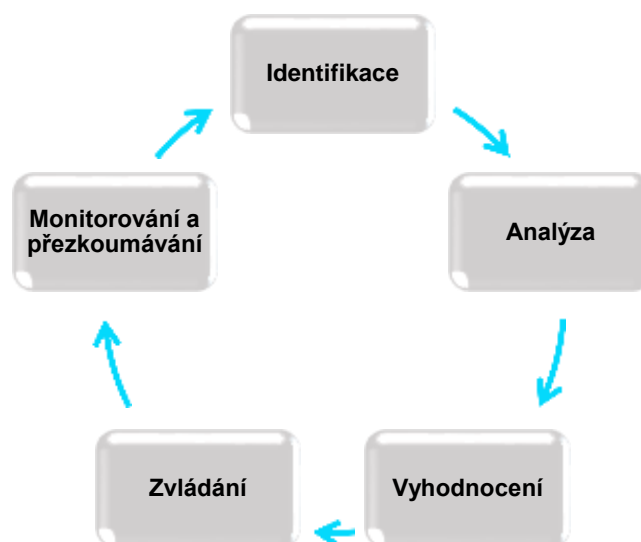 Identifikace
Analýza
Vyhodnocení
Zvládání
Monitorování a
přezkoumávání